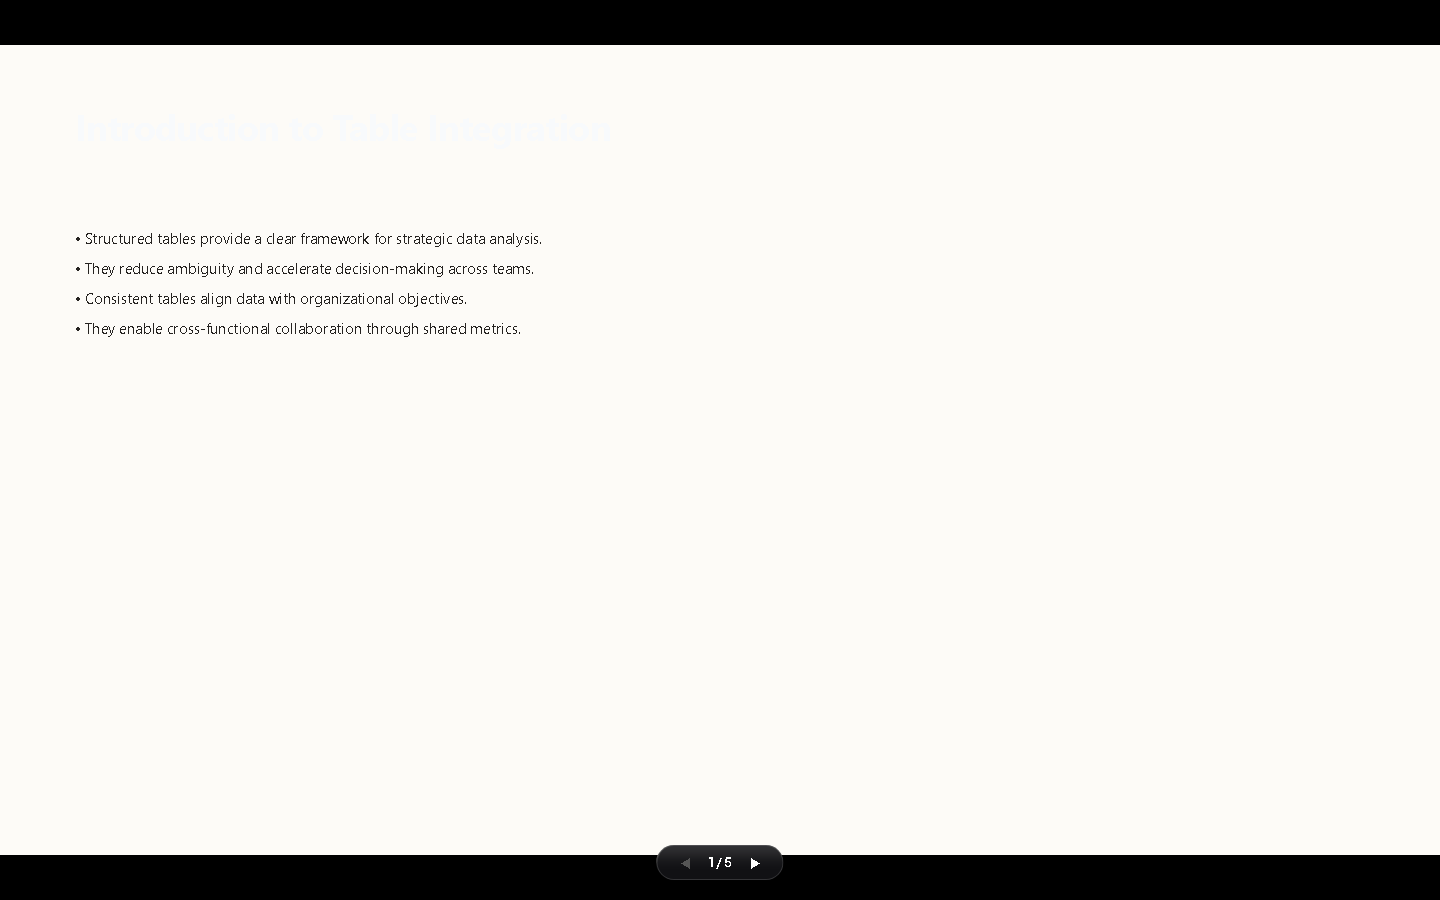 Introduction to Table Integration
• Structured tables provide a clear framework for strategic data analysis.
• They reduce ambiguity and accelerate decision-making across teams.
• Consistent tables align data with organizational objectives.
• They enable cross-functional collaboration through shared metrics.
1/5